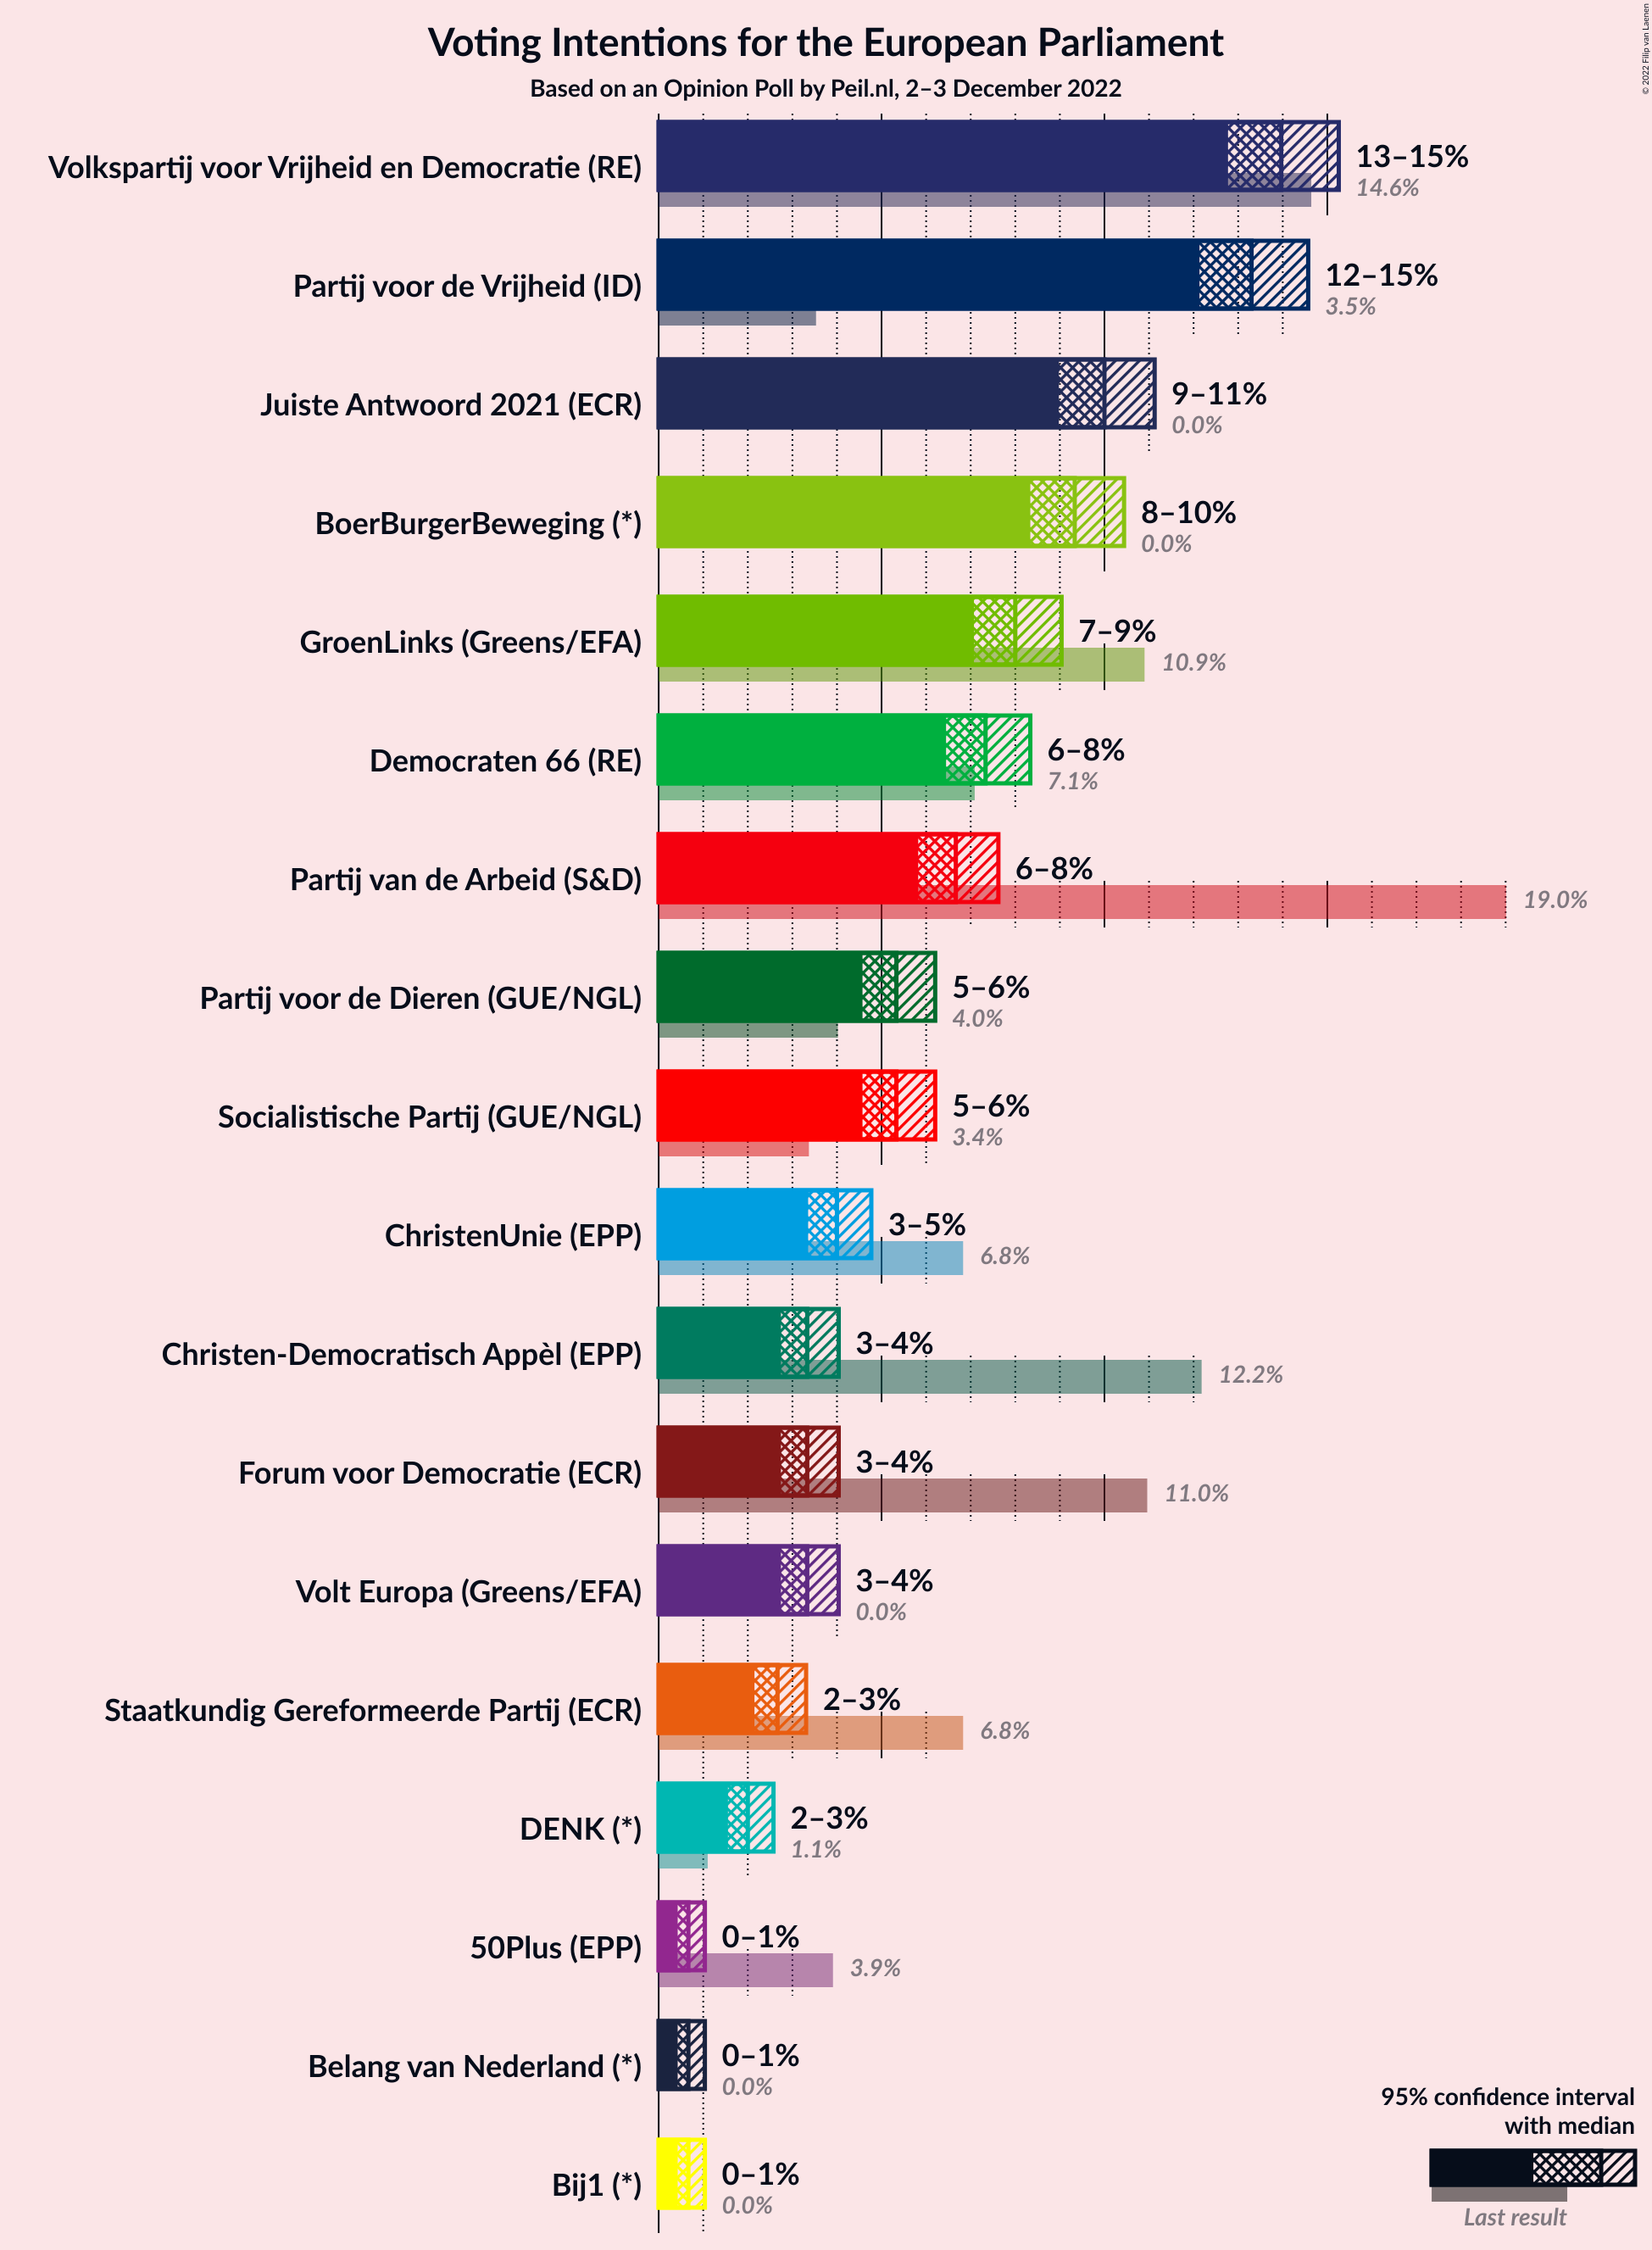 Voting Intentions for the European Parliament
Based on an Opinion Poll by Peil.nl, 2–3 December 2022
© 2022 Filip van Laenen
Volkspartij voor Vrijheid en Democratie (RE)
13–15%
14.6%
Partij voor de Vrijheid (ID)
12–15%
3.5%
Juiste Antwoord 2021 (ECR)
9–11%
0.0%
BoerBurgerBeweging (*)
8–10%
0.0%
GroenLinks (Greens/EFA)
7–9%
10.9%
Democraten 66 (RE)
6–8%
7.1%
Partij van de Arbeid (S&D)
6–8%
19.0%
Partij voor de Dieren (GUE/NGL)
5–6%
4.0%
Socialistische Partij (GUE/NGL)
5–6%
3.4%
ChristenUnie (EPP)
3–5%
6.8%
Christen-Democratisch Appèl (EPP)
3–4%
12.2%
Forum voor Democratie (ECR)
3–4%
11.0%
Volt Europa (Greens/EFA)
3–4%
0.0%
Staatkundig Gereformeerde Partij (ECR)
2–3%
6.8%
DENK (*)
2–3%
1.1%
50Plus (EPP)
0–1%
3.9%
Belang van Nederland (*)
0–1%
0.0%
Bij1 (*)
0–1%
0.0%
95% confidence interval
with median
Last result